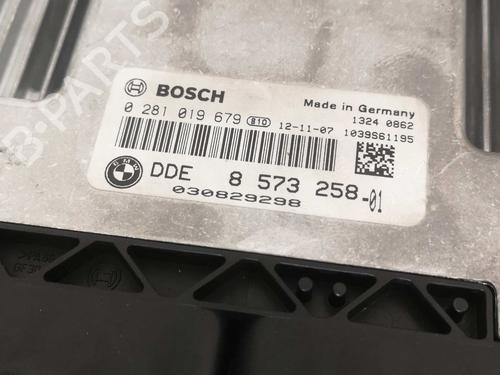 B-PARTS
BOSCH
Made in Germany
0 281 019 679 B10 12-11-07
1324 0862
1039S61195
BMW
DDE 8 573 258-01
030829298